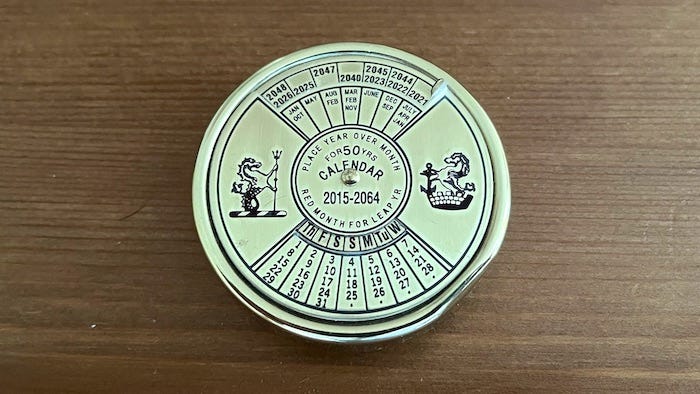 2048 2047 2045 2044
2026 2025 2040 2023 2022 2021
JAN MAY AUG MAR JUNE DEC JULY
OCT FEB FEB SEP APR
NOV JAN
PLACE YEAR OVER MONTH
FOR 50 YRS
CALENDAR
2015-2064
RED MONTH FOR LEAP YR
Th F S S M Tu W
1 2 3 4 5 6 7
8 9 10 11 12 13 14
15 16 17 18 19 20 21
22 23 24 25 26 27 28
29 30 31